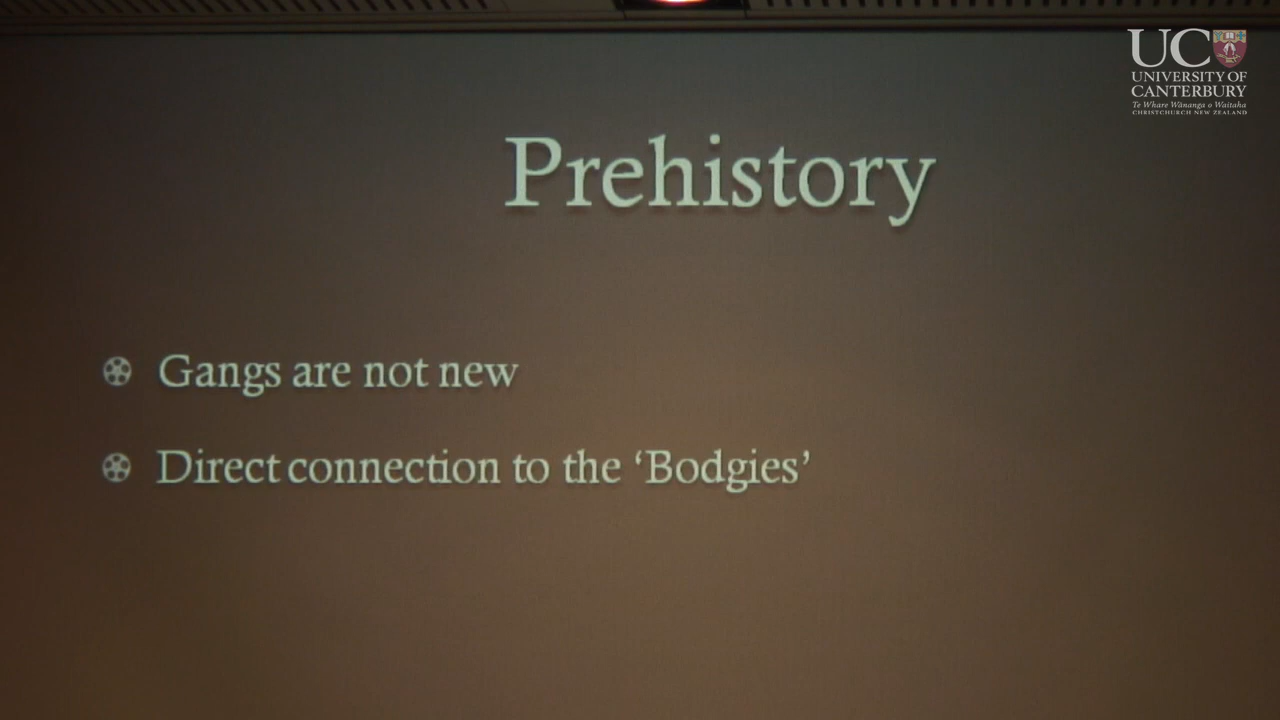 UC
UNIVERSITY OF
CANTERBURY
Te Whare Wānanga o Waitaha
CHRISTCHURCH NEW ZEALAND
Prehistory
Gangs are not new
Direct connection to the ‘Bodgies’